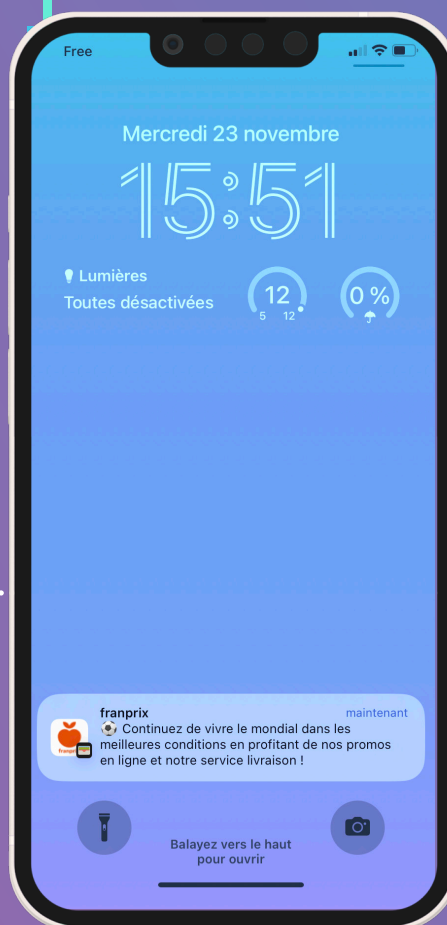 Free
Mercredi 23 novembre
15:51
Lumières
Toutes désactivées
12
5 12
0 %
franprix
maintenant
⚽ Continuez de vivre le mondial dans les
meilleures conditions en profitant de nos promos
en ligne et notre service livraison !
franprix
Balayez vers le haut
pour ouvrir